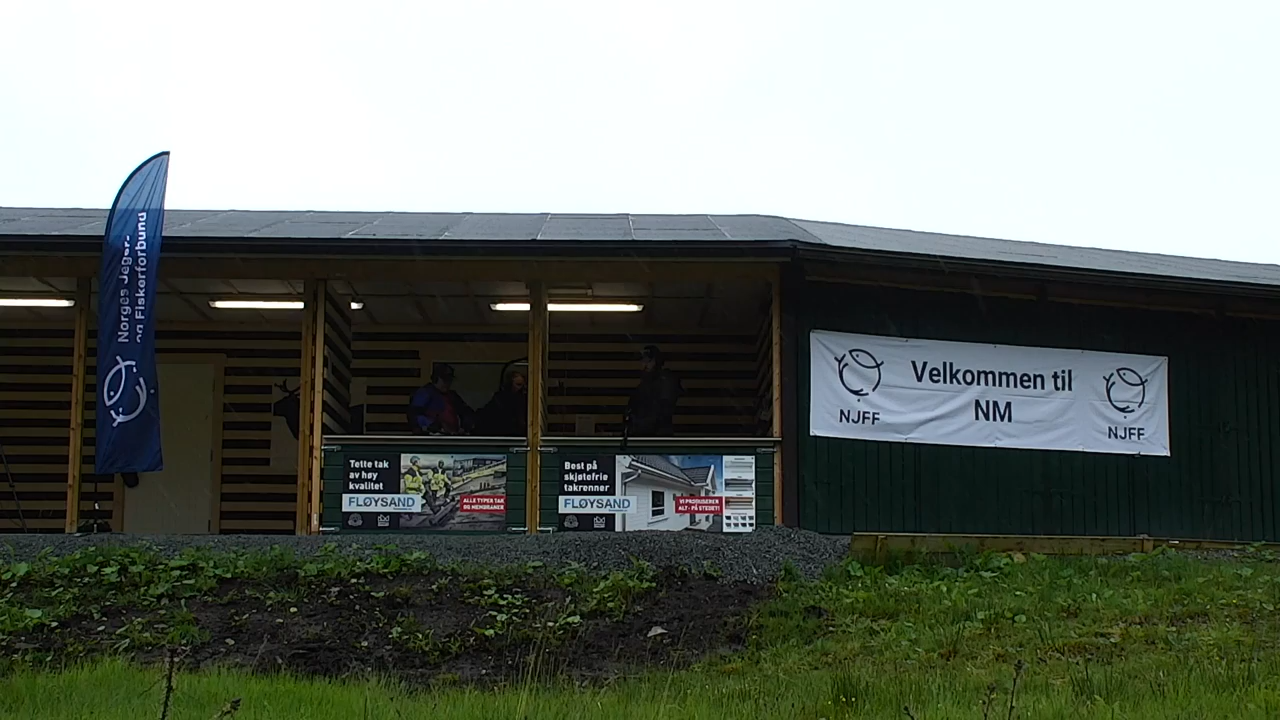 Norges Jeger-
og Fiskerforbund
Velkommen til
NM
NJFF
NJFF
Tette tak
av høy
kvalitet
FLØYSAND
ALLE TYPER TAK
OG MEMBRANER
Best på
skjøtefrie
takrenner
FLØYSAND
VI PRODUSERER
ALT - PÅ STEDET!